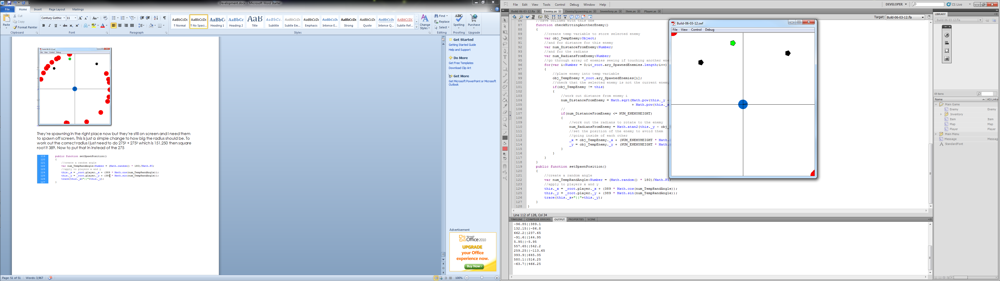 Development.docx - Microsoft Word Starter
File Home Insert Page Layout Mailings
Paste
Cut
Copy
Format Painter
Clipboard
Century Gothic 11
Font
Paragraph
AaBbCcDc AaBbCcDc AaBbC AaBbCc AaB AaBbCc. AaBbCcDc AaBbCcDc AaBbCcDc AaBbCcDc AaBbCcDc AaBbCcDc AABBCCDC
¶ Normal ¶ No Spaci... Heading 1 Heading 2 Title Subtitle Subtle Em... Emphasis Intense E... Strong Quote Intense Q... Subtle Ref...
Styles
Change Styles
Find
Replace
Select
Editing
Spelling
Proofing
Purchase
Upgrade
Build-06-03-12.swf
File View Control Debug
They're spawning in the right place now but they're still on screen and I need them
to spawn off screen. This is just a simple change to how big the radius should be. To
work out the correct radius I just need to do 275² + 275² which is 151,250 then square
root it 389. Now to put that in instead of the 275
119 public function setSpawnPosition()
120 {
121 //create a random angle
122 var num_TempRandAngle:Number = (Math.random() * 180)/Math.PI;
123 //apply to players x and y
124 this._x = _root.player._x + (389 * Math.cos(num_TempRandAngle));
125 this._y = _root.player._y + (389 * Math.sin(num_TempRandAngle));
126 trace(this._x+"||"+this._y);
127 }
Get Started
Getting Started Guide
Help and Support
Do More
Get Free Templates
Download Clip Art
Get More
Get Microsoft PowerPoint or Microsoft
Outlook
Advertisement
Microsoft
Office 2010
UPGRADE
your Office
experience now.
Buy Now ›
Page: 51 of 51 Words: 3,967
100%
Fl File Edit View Tools Control Debug Window Help
DEVELOPER
CS Live
Build-06-03-12.fla Enemy.as EnemySpawning.as Inventory.as Item.as Player.as
Target: Build-06-03-12.fla
86 //have collided with this one
87 function checkHittingAnotherEnemy()
88 {
89 //create temp variable to store selected enemy
90 var obj_TempEnemy:Object;
91 //and for distance for this enemy
92 var num_DistanceFromEnemy:Number;
93 //and for the radians
94 var num_RadiansFromEnemy:Number;
95 //go through array of enemies seeing if touching another ene
96 for(var i:Number = 0;i<_root.ary_SpawnedEnemies.length;i++)
97 {
98 //place enemy into temp variable
99 obj_TempEnemy =_root.ary_SpawnedEnemies[i];
100 //check that the selected enemy is not the current enemy
101 if(obj_TempEnemy != this)
102 {
103 //work out distance from enemy i
104 num_DistanceFromEnemy = Math.sqrt(Math.pow(this._y -
105 + Math.pow(this._x
106 //
107 if(num_DistanceFromEnemy <= NUM_ENEMYHEIGHT)
108 {
109 //work out the radians to rotate to the enemy
110 num_RadiansFromEnemy = Math.atan2(this._y - obj_
111 //set the position of the enemy to avoid them
112 //going inside of each other
113 _x = obj_TempEnemy._x + (NUM_ENEMYHEIGHT * Math.
114 _y = obj_TempEnemy._y + (NUM_ENEMYHEIGHT * Math.
115 }
116 }
117 }
118 }
119 public function setSpawnPosition()
120 {
121 //create a random angle
122 var num_TempRandAngle:Number = (Math.random() * 180)/Math.PI;
123 //apply to players x and y
124 this._x = _root.player._x + (389 * Math.cos(num_TempRandAngle));
125 this._y = _root.player._y + (389 * Math.sin(num_TempRandAngle));
126 trace(this._x+"||"+this._y);
127 }
128 }
Line 112 of 128, Col 34
TIMELINE COMPILER ERRORS OUTPUT PROPERTIES SCENE
-96.85||389.1
132.15||-86.8
662.2||237.65
-91.6||144.95
5.95||-5.95
557.65||542.2
259.25||-113.65
393.9||645.35
580.1||516.25
-63.7||466.25
Build-06-03-12.swf
File View Control Debug
LIBRARY
Build-06-03-12.fla
69 items
Name AS Linka
Main Game
Enemy Enemy
Inventory
Item Item
Map Map
Player Player
Main Menu
Message Messag
StandardFont